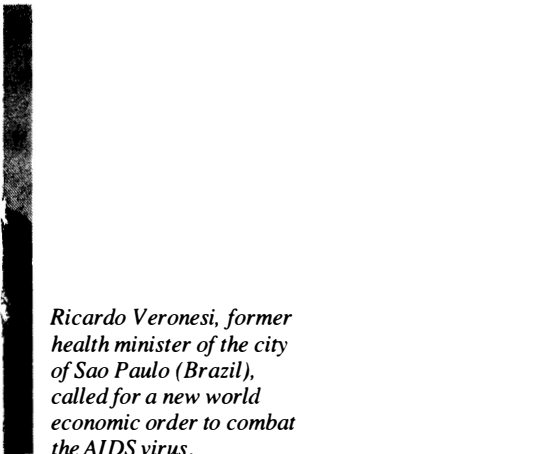 Ricardo Veronesi, former
health minister of the city
of Sao Paulo (Brazil),
called for a new world
economic order to combat
the AIDS virus.